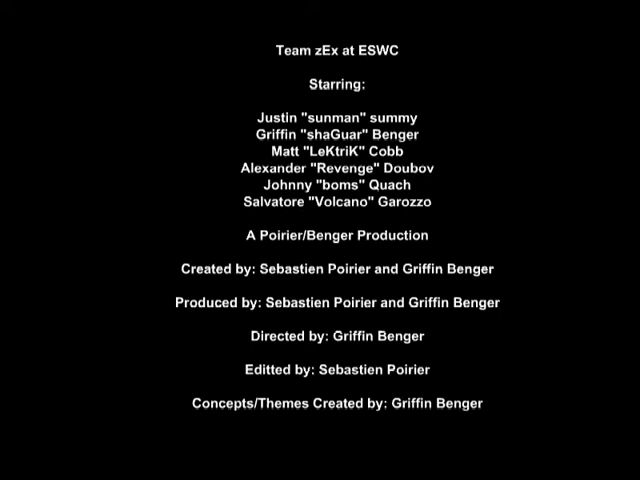 Team zEx at ESWC
Starring:
Justin "sunman" summy
Griffin "shaGuar" Benger
Matt "LeKtriK" Cobb
Alexander "Revenge" Doubov
Johnny "boms" Quach
Salvatore "Volcano" Garozzo
A Poirier/Benger Production
Created by: Sebastien Poirier and Griffin Benger
Produced by: Sebastien Poirier and Griffin Benger
Directed by: Griffin Benger
Editted by: Sebastien Poirier
Concepts/Themes Created by: Griffin Benger